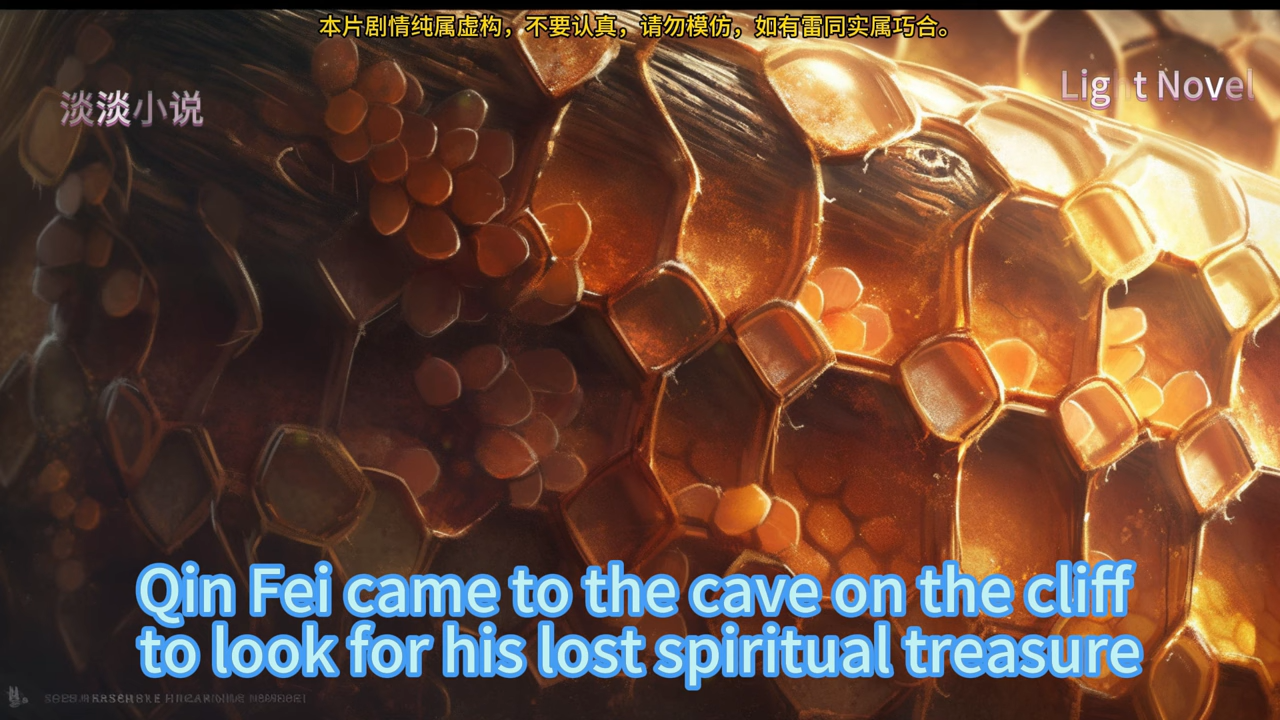 本片剧情纯属虚构，不要认真，请勿模仿，如有雷同实属巧合。
淡淡小说
Light Novel
Qin Fei came to the cave on the cliff
to look for his lost spiritual treasure